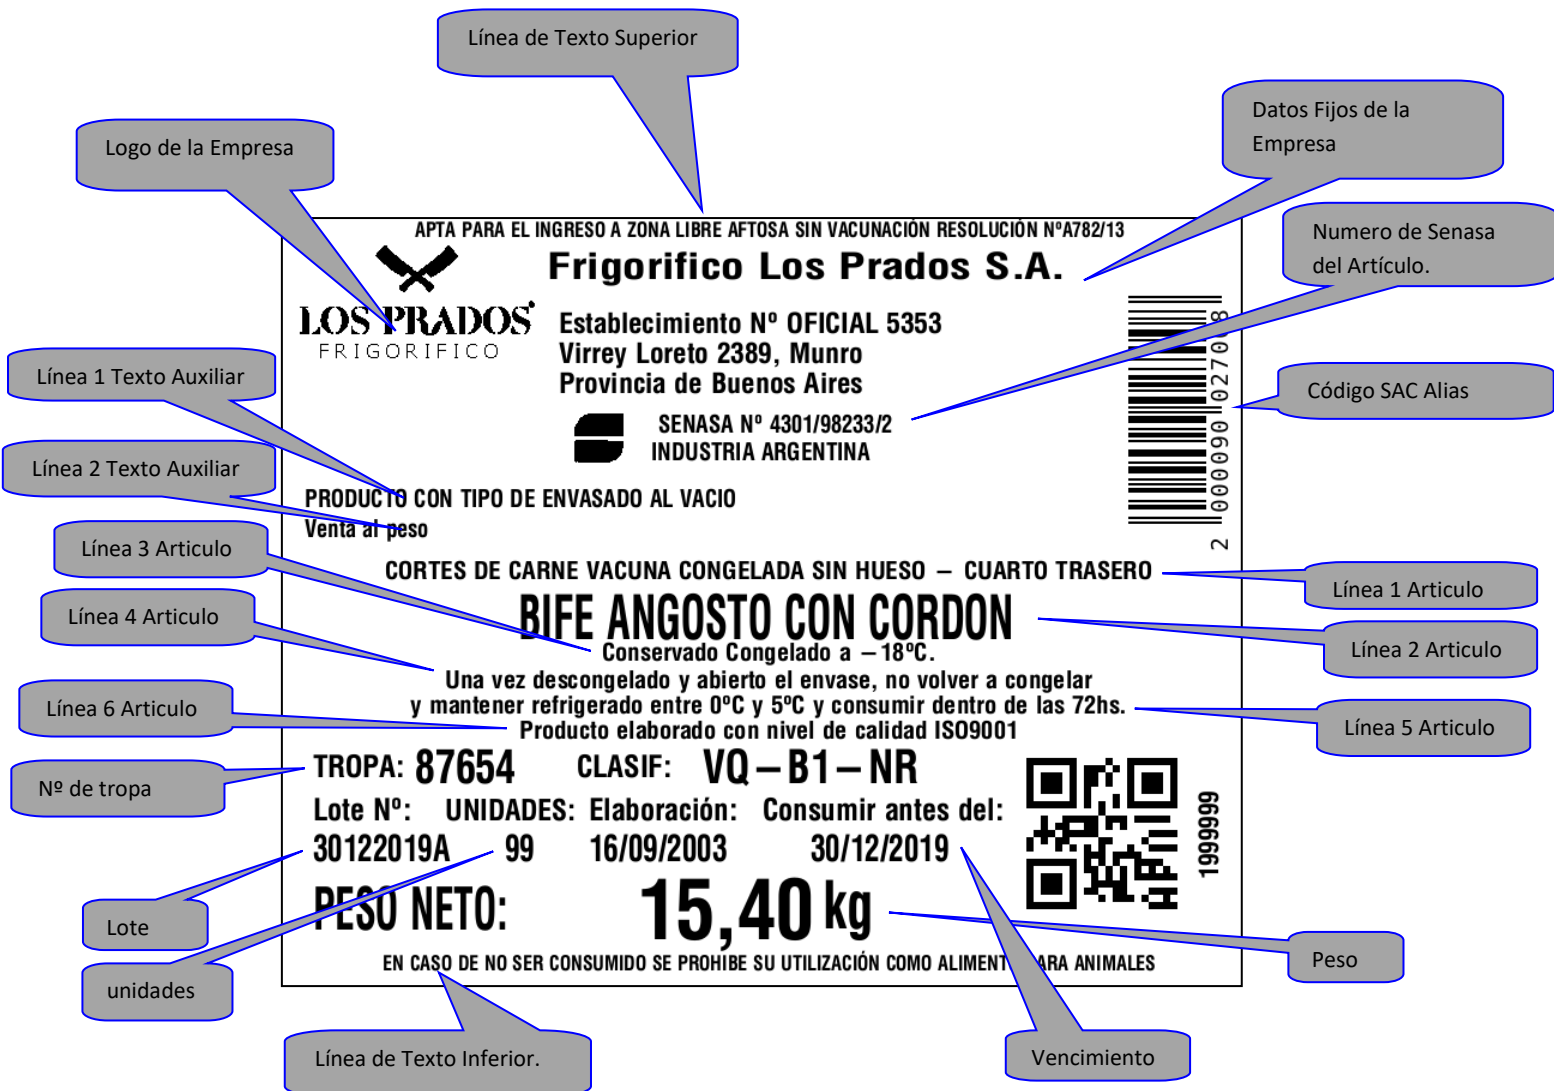 Línea de Texto Superior
Datos Fijos de la
Empresa
Logo de la Empresa
Numero de Senasa
del Artículo.
APTA PARA EL INGRESO A ZONA LIBRE AFTOSA SIN VACUNACIÓN RESOLUCIÓN NºA782/13
Frigorifico Los Prados S.A.
LOS PRADOS
FRIGORIFICO
Establecimiento Nº OFICIAL 5353
Virrey Loreto 2389, Munro
Provincia de Buenos Aires
SENASA Nº 4301/98233/2
INDUSTRIA ARGENTINA
2 000090 027008
Línea 1 Texto Auxiliar
Código SAC Alias
Línea 2 Texto Auxiliar
PRODUCTO CON TIPO DE ENVASADO AL VACIO
Venta al peso
Línea 3 Articulo
CORTES DE CARNE VACUNA CONGELADA SIN HUESO – CUARTO TRASERO
Línea 1 Articulo
Línea 4 Articulo
BIFE ANGOSTO CON CORDON
Línea 2 Articulo
Conservado Congelado a –18ºC.
Una vez descongelado y abierto el envase, no volver a congelar
y mantener refrigerado entre 0ºC y 5ºC y consumir dentro de las 72hs.
Línea 6 Articulo
Línea 5 Articulo
Producto elaborado con nivel de calidad ISO9001
TROPA: 87654 CLASIF: VQ–B1–NR
Nº de tropa
Lote Nº: UNIDADES: Elaboración: Consumir antes del:
30122019A 99 16/09/2003 30/12/2019
1999999
PESO NETO: 15,40 kg
Lote
Peso
EN CASO DE NO SER CONSUMIDO SE PROHIBE SU UTILIZACIÓN COMO ALIMENTO PARA ANIMALES
unidades
Línea de Texto Inferior.
Vencimiento